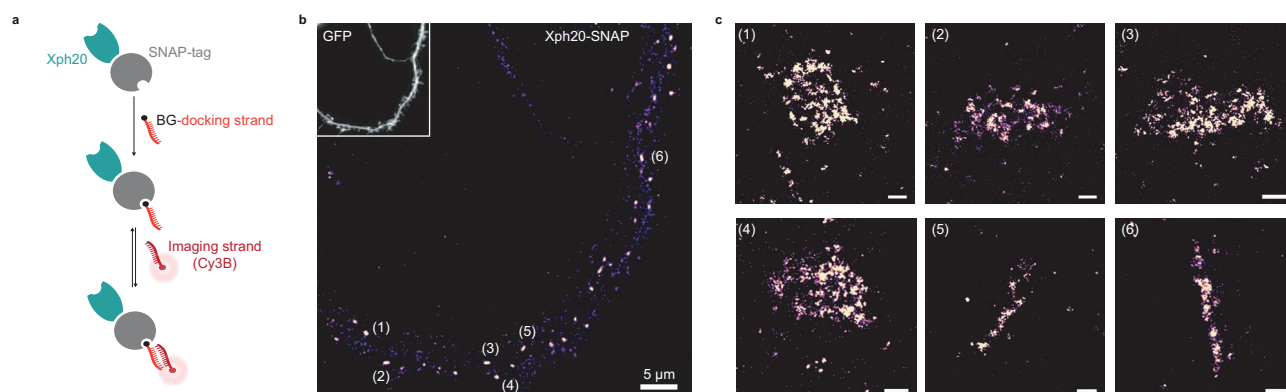 a
Xph20
SNAP-tag
BG-docking strand
Imaging strand
(Cy3B)
b
GFP
Xph20-SNAP
(6)
(1)
(5)
(3)
(2)
(4)
5 µm
c
(1)
(2)
(3)
(4)
(5)
(6)